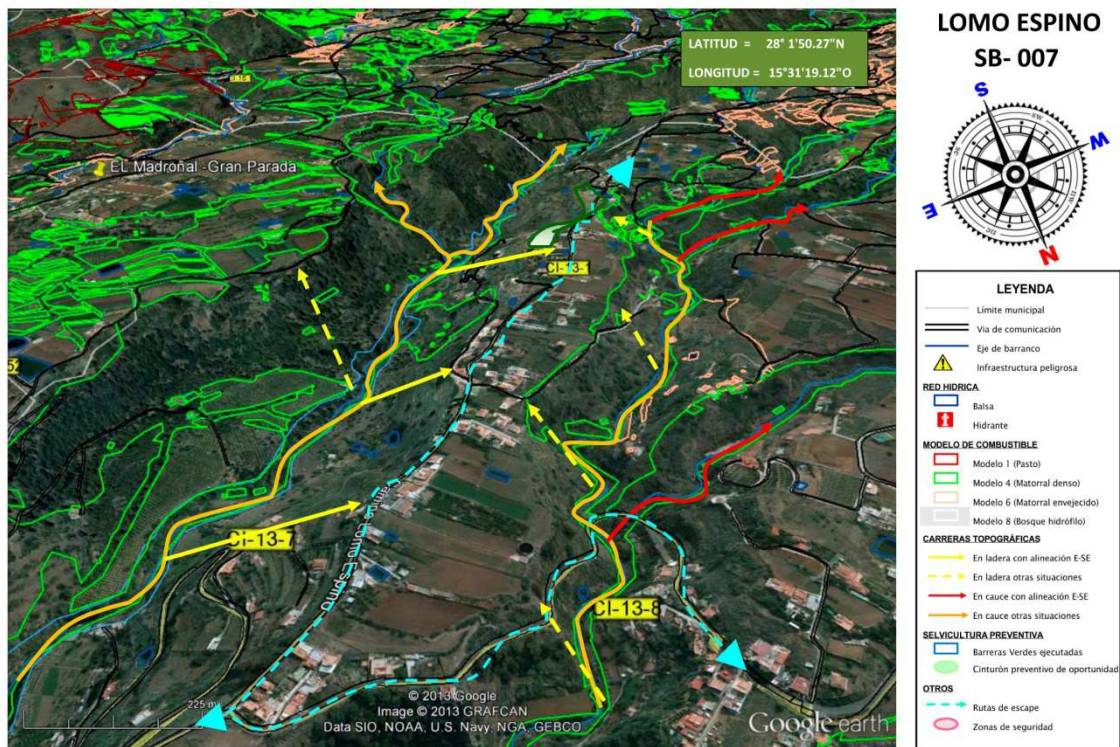 LATITUD = 28° 1'50.27"N
LONGITUD = 15°31'19.12"O
3.15
EL Madroñal -Gran Parada
CI-13-7
CI-13-8
Camino Lomo Espino
225 m
© 2013 Google
Image © 2013 GRAFCAN
Data SIO, NOAA, U.S. Navy, NGA, GEBCO
Google earth
LOMO ESPINO
SB- 007
S
W
E
N
LEYENDA
Límite municipal
Via de comunicación
Eje de barranco
Infraestructura peligrosa
RED HIDRICA
Balsa
Hidrante
MODELO DE COMBUSTIBLE
Modelo 1 (Pasto)
Modelo 4 (Matorral denso)
Modelo 6 (Matorral envejecido)
Modelo 8 (Bosque hidrófilo)
CARRERAS TOPOGRÁFICAS
En ladera con alineación E-SE
En ladera otras situaciones
En cauce con alineación E-SE
En cauce otras situaciones
SELVICULTURA PREVENTIVA
Barreras Verdes ejecutadas
Cinturón preventivo de oportunidad
OTROS
Rutas de escape
Zonas de seguridad